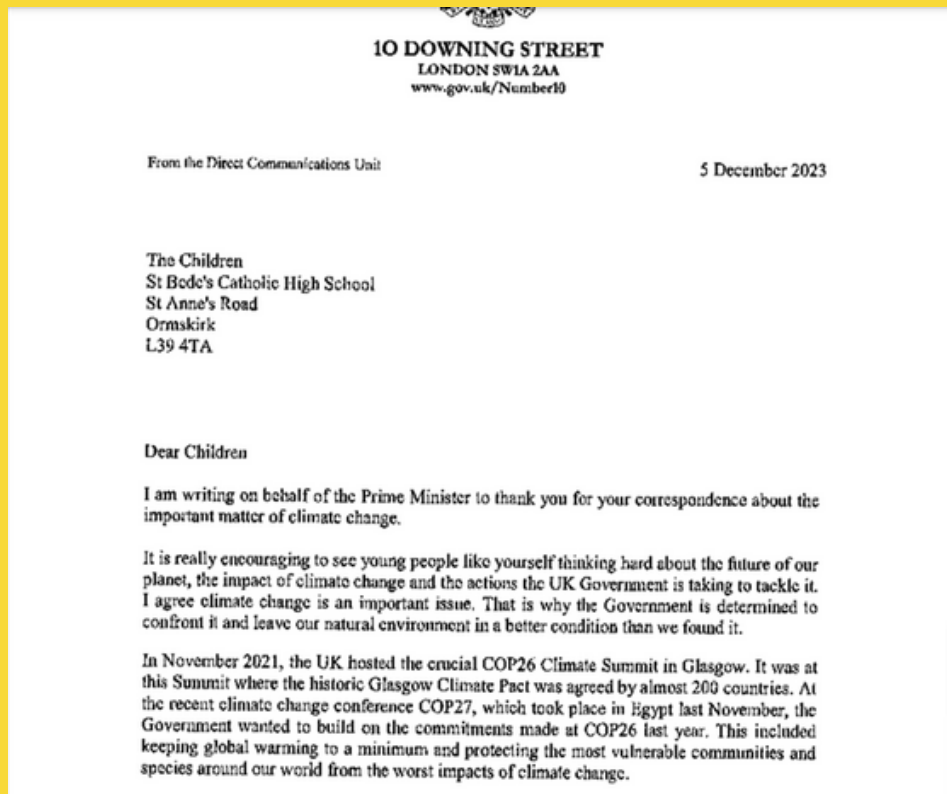 10 DOWNING STREET
LONDON SW1A 2AA
www.gov.uk/Number10
From the Direct Communications Unit
5 December 2023
The Children
St Bede's Catholic High School
St Anne's Road
Ormskirk
L39 4TA
Dear Children
I am writing on behalf of the Prime Minister to thank you for your correspondence about the
important matter of climate change.
It is really encouraging to see young people like yourself thinking hard about the future of our
planet, the impact of climate change and the actions the UK Government is taking to tackle it.
I agree climate change is an important issue. That is why the Government is determined to
confront it and leave our natural environment in a better condition than we found it.
In November 2021, the UK hosted the crucial COP26 Climate Summit in Glasgow. It was at
this Summit where the historic Glasgow Climate Pact was agreed by almost 200 countries. At
the recent climate change conference COP27, which took place in Egypt last November, the
Government wanted to build on the commitments made at COP26 last year. This included
keeping global warming to a minimum and protecting the most vulnerable communities and
species around our world from the worst impacts of climate change.